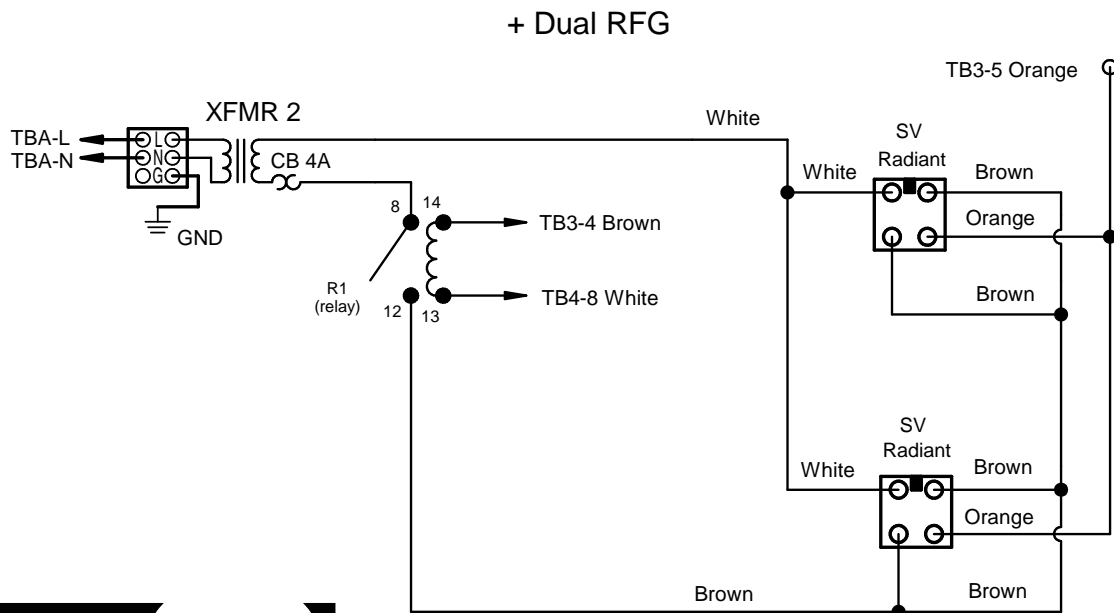 + Dual RFG
TB3-5 Orange
XFMR 2
TBA-L
L
TBA-N
N
G
GND
CB 4A
White
SV
Radiant
White
Brown
Orange
Brown
8
14
TB3-4 Brown
R1
(relay)
TB4-8 White
12
13
SV
Radiant
White
Brown
Orange
Brown
Brown